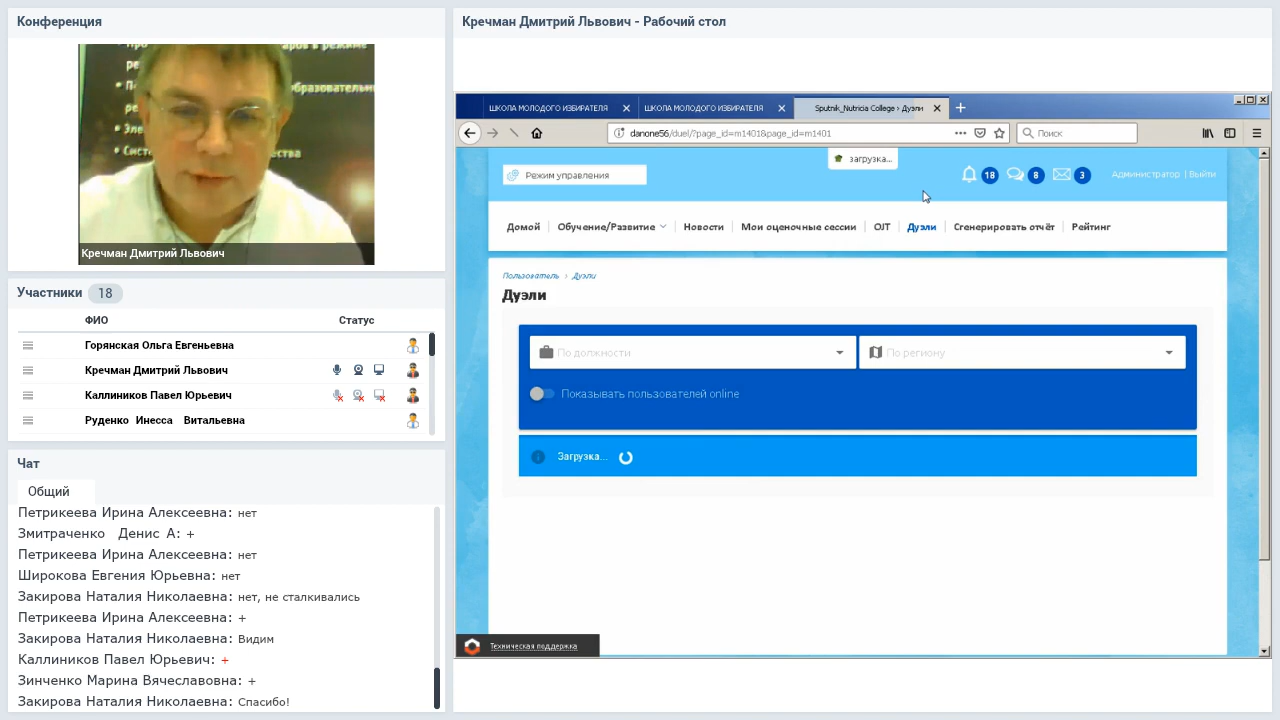 Конференция
аров в режиме
бразовательны
• Эле
• Сист
Кречман Дмитрий Львович
Участники 18
ФИО Статус
Горянская Ольга Евгеньевна
Кречман Дмитрий Львович
Каллиников Павел Юрьевич
Руденко Инесса Витальевна
Чат
Общий
Петрикеева Ирина Алексеевна: нет
Змитраченко Денис А: +
Петрикеева Ирина Алексеевна: нет
Широкова Евгения Юрьевна: нет
Закирова Наталия Николаевна: нет, не сталкивались
Петрикеева Ирина Алексеевна: +
Закирова Наталия Николаевна: Видим
Каллиников Павел Юрьевич: +
Зинченко Марина Вячеславовна: +
Закирова Наталия Николаевна: Спасибо!
Кречман Дмитрий Львович - Рабочий стол
ШКОЛА МОЛОДОГО ИЗБИРАТЕЛЯ ШКОЛА МОЛОДОГО ИЗБИРАТЕЛЯ Sputnik_Nutricia College › Дуэли
danone56/duel/?page_id=m1401&page_id=m1401 Поиск
загрузка...
Режим управления 18 8 3 Администратор | Выйти
Домой Обучение/Развитие Новости Мои оценочные сессии OJT Дуэли Сгенерировать отчёт Рейтинг
Пользователь › Дуэли
Дуэли
По должности По региону
Показывать пользователей online
Загрузка...
Техническая поддержка